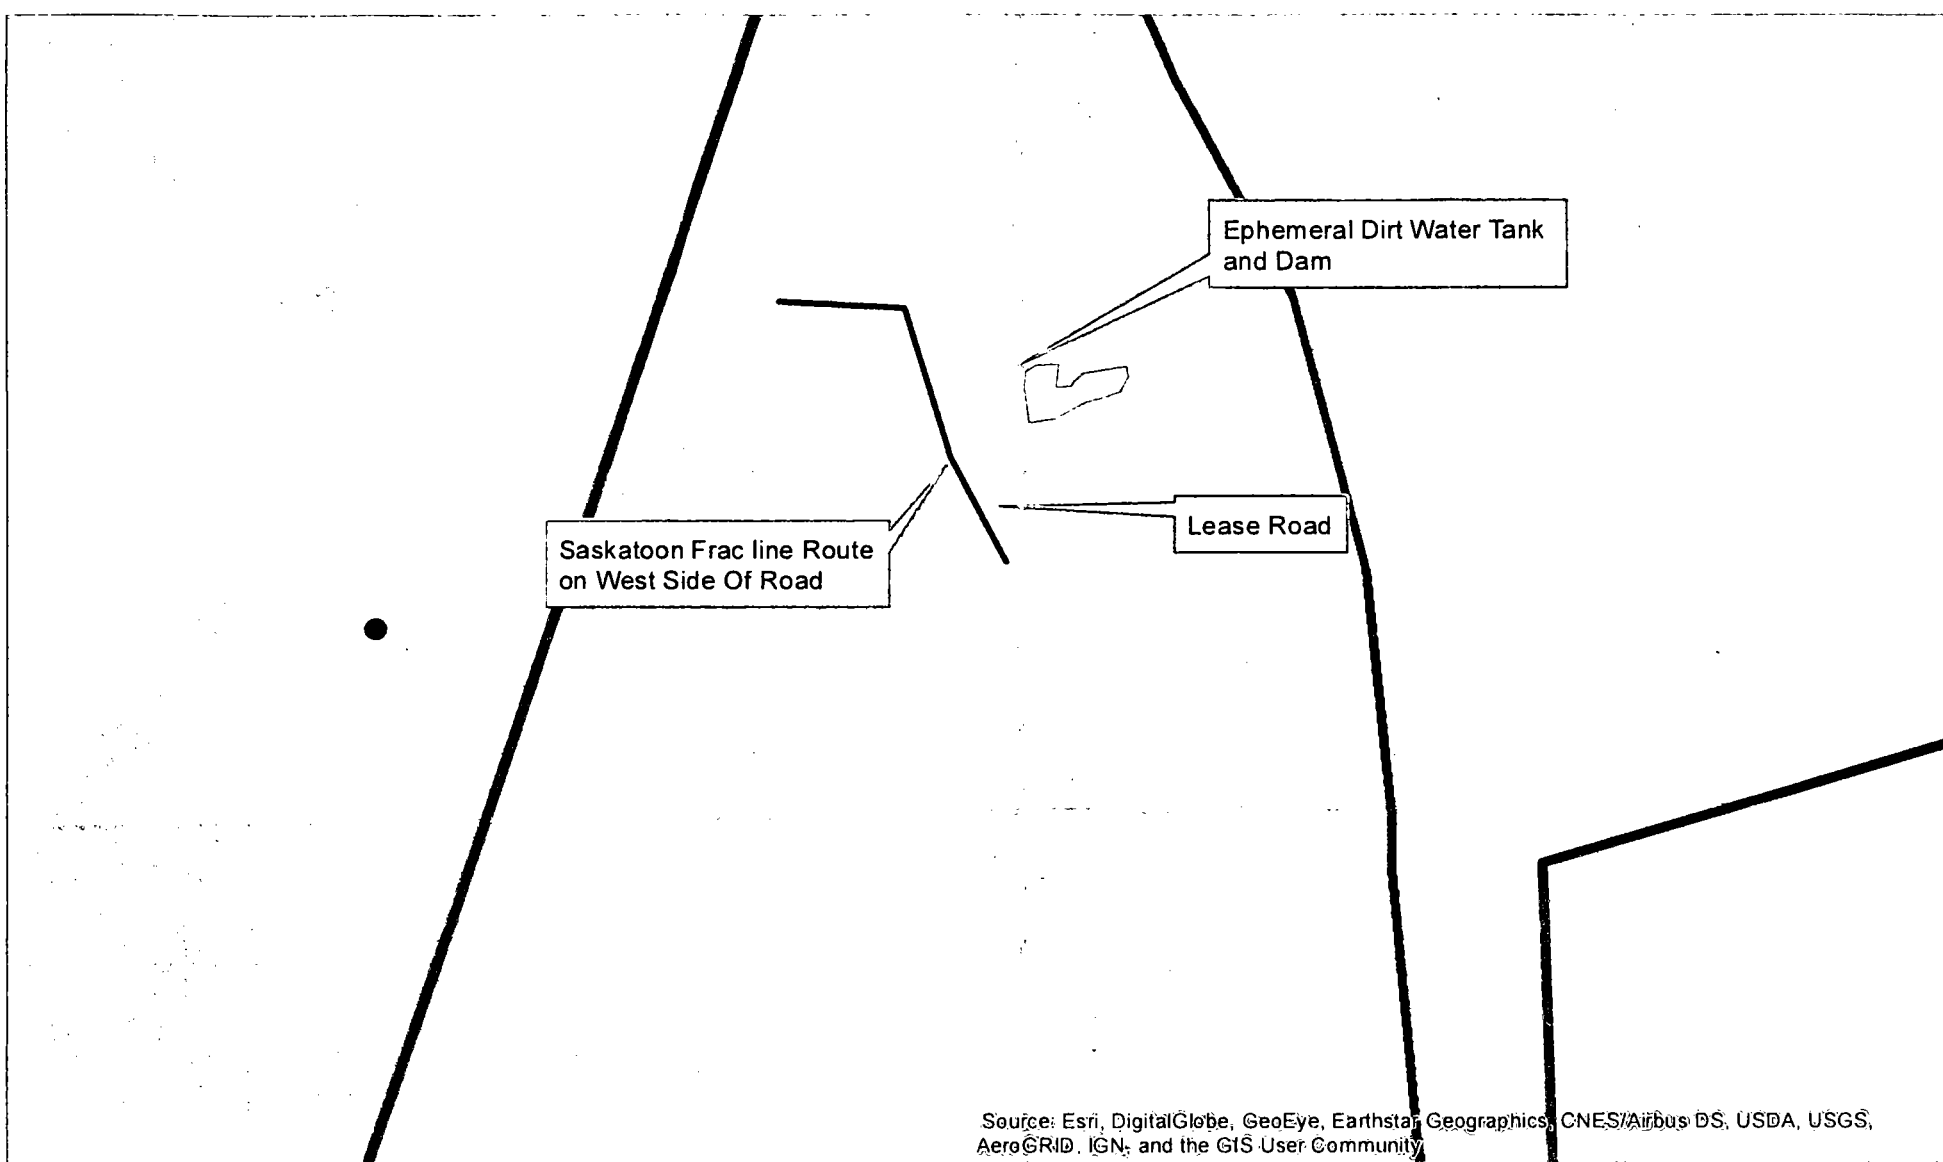 Ephemeral Dirt Water Tank
and Dam
Lease Road
Saskatoon Frac line Route
on West Side Of Road
Source: Esri, DigitalGlobe, GeoEye, Earthstar Geographics, CNES/Airbus DS, USDA, USGS,
AeroGRID, IGN, and the GIS User Community